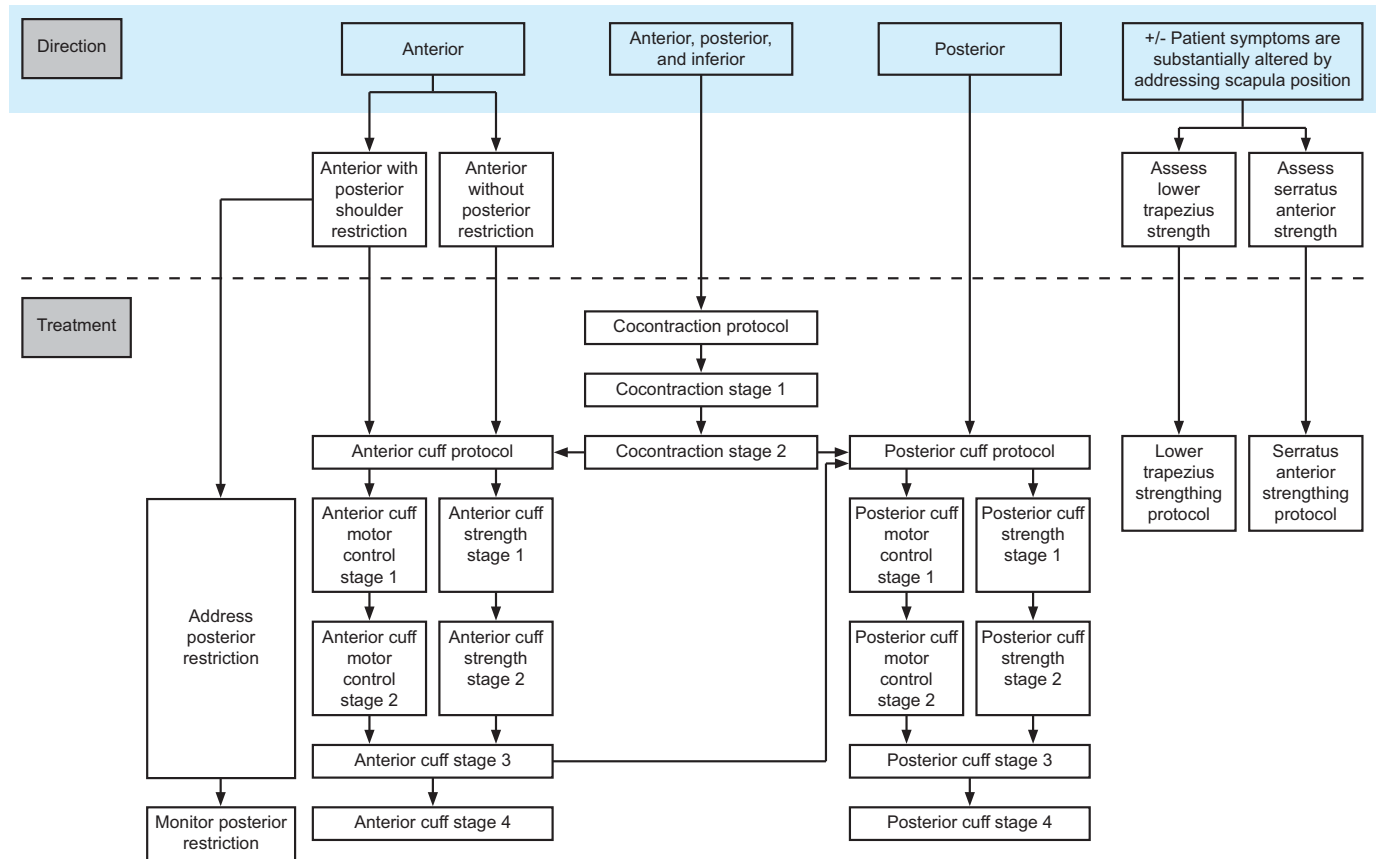 Direction
Anterior
Anterior, posterior,
and inferior
Posterior
+/- Patient symptoms are
substantially altered by
addressing scapula position
Anterior with
posterior
shoulder
restriction
Anterior
without
posterior
restriction
Assess
lower
trapezius
strength
Assess
serratus
anterior
strength
Treatment
Cocontraction protocol
Cocontraction stage 1
Anterior cuff protocol
Cocontraction stage 2
Posterior cuff protocol
Lower
trapezius
strengthing
protocol
Serratus
anterior
strengthing
protocol
Address
posterior
restriction
Anterior cuff
motor
control
stage 1
Anterior cuff
strength
stage 1
Posterior cuff
motor
control
stage 1
Posterior cuff
strength
stage 1
Anterior cuff
motor
control
stage 2
Anterior cuff
strength
stage 2
Posterior cuff
motor
control
stage 2
Posterior cuff
strength
stage 2
Anterior cuff stage 3
Posterior cuff stage 3
Monitor posterior
restriction
Anterior cuff stage 4
Posterior cuff stage 4